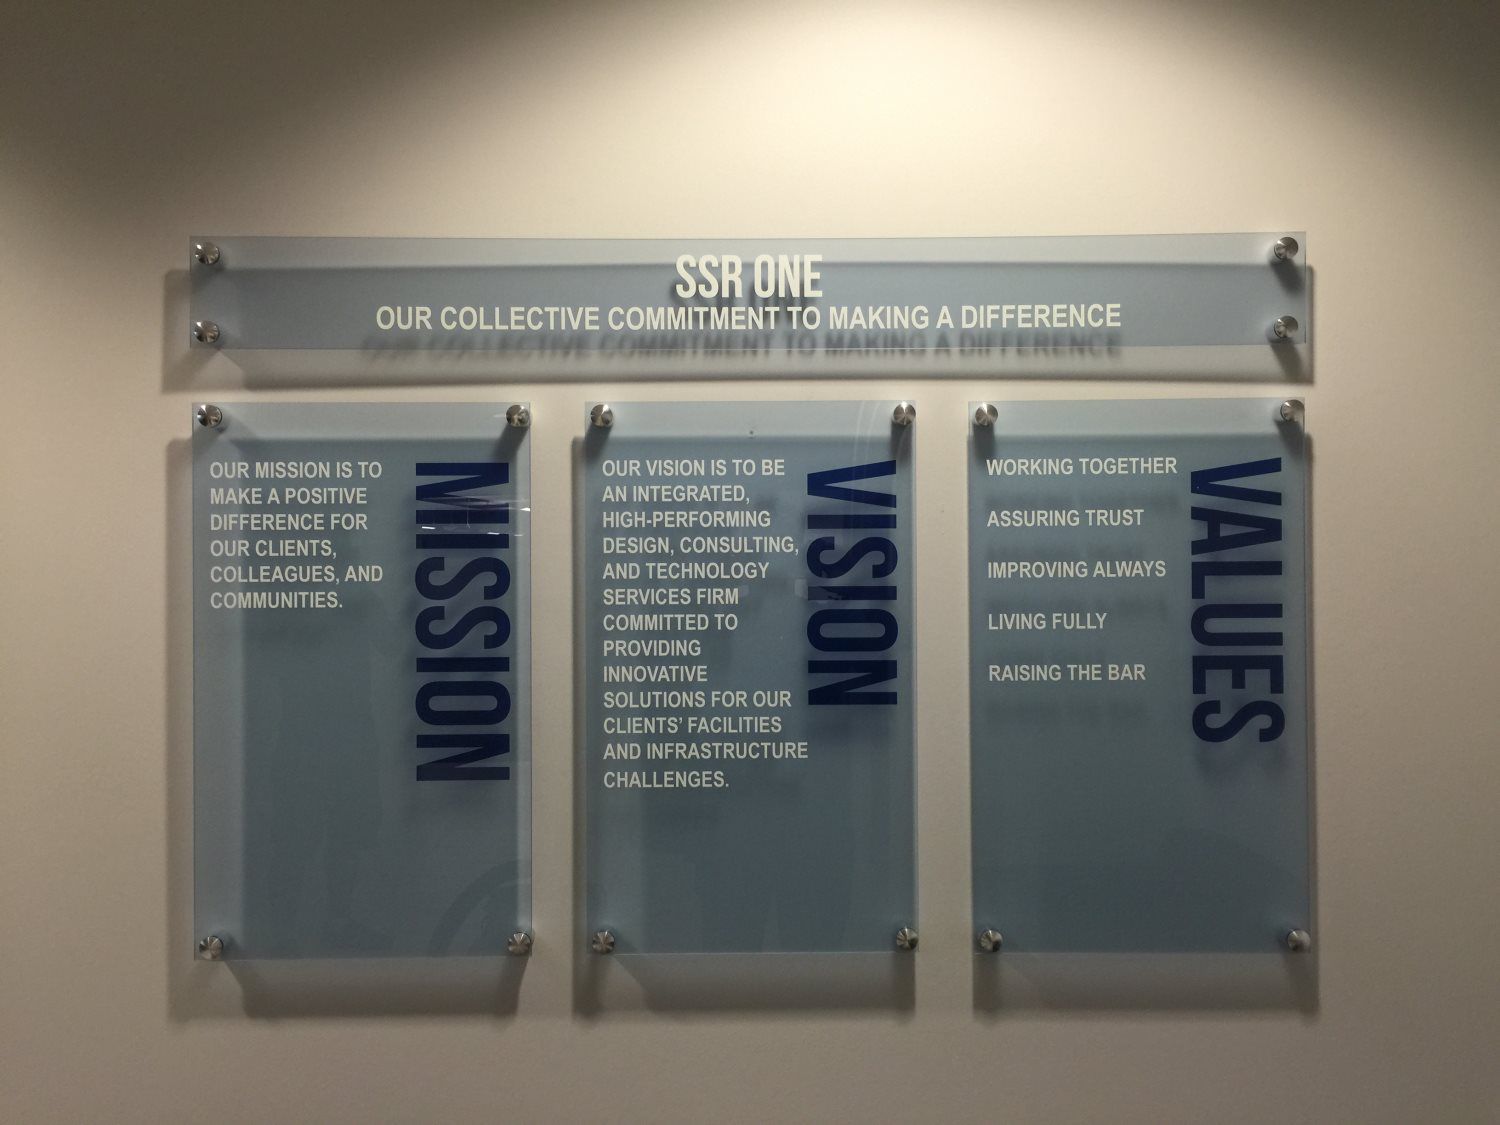 SSR ONE
OUR COLLECTIVE COMMITMENT TO MAKING A DIFFERENCE
OUR MISSION IS TO
MAKE A POSITIVE
DIFFERENCE FOR
OUR CLIENTS,
COLLEAGUES, AND
COMMUNITIES.
MISSION
OUR VISION IS TO BE
AN INTEGRATED,
HIGH-PERFORMING
DESIGN, CONSULTING,
AND TECHNOLOGY
SERVICES FIRM
COMMITTED TO
PROVIDING
INNOVATIVE
SOLUTIONS FOR OUR
CLIENTS’ FACILITIES
AND INFRASTRUCTURE
CHALLENGES.
VISION
WORKING TOGETHER
ASSURING TRUST
IMPROVING ALWAYS
LIVING FULLY
RAISING THE BAR
VALUES